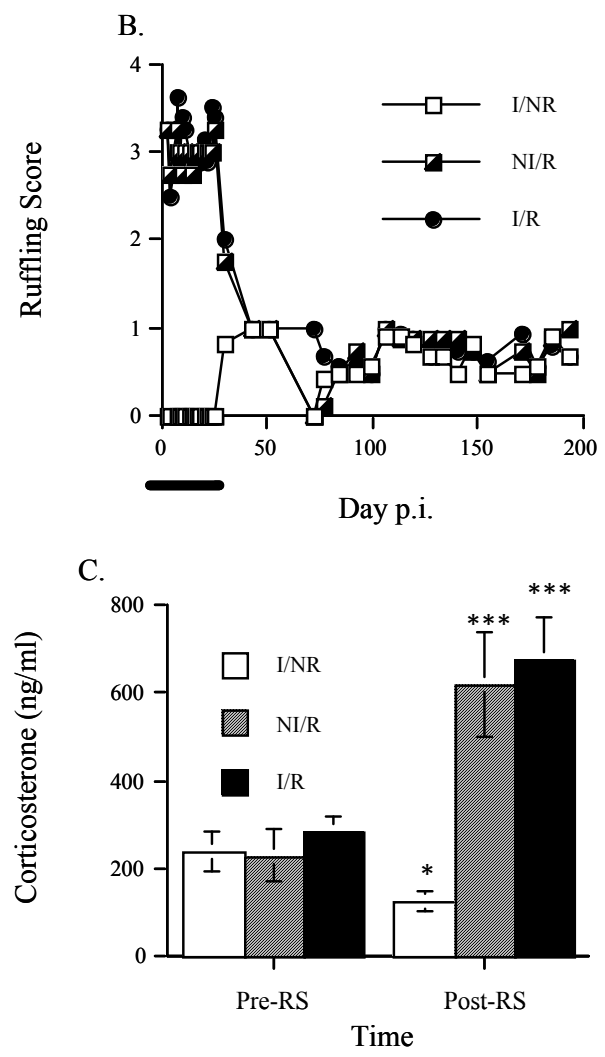 B.
4
3
2
1
0
Ruffling Score
I/NR
NI/R
I/R
0 50 100 150 200
Day p.i.
C.
800
600
400
200
0
Corticosterone (ng/ml)
I/NR
NI/R
I/R
*
***
***
Pre-RS Post-RS
Time